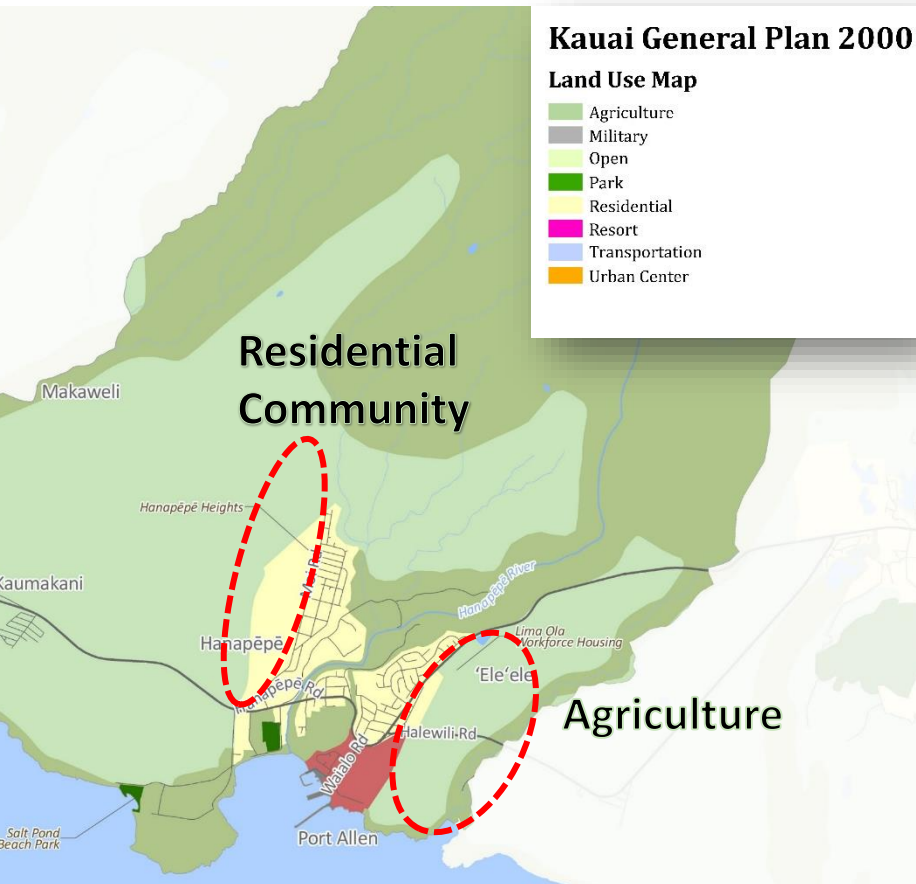 Kauai General Plan 2000
Land Use Map
Agriculture
Military
Open
Park
Residential
Resort
Transportation
Urban Center
Residential
Community
Makaweli
Hanapēpē Heights
Kaumakani
Hanapēpē
Hanapēpē River
Lima Ola
Workforce Housing
'Ele'ele
Agriculture
Hanapēpē Rd
Halewili Rd
Waialo Rd
Port Allen
Salt Pond
Beach Park